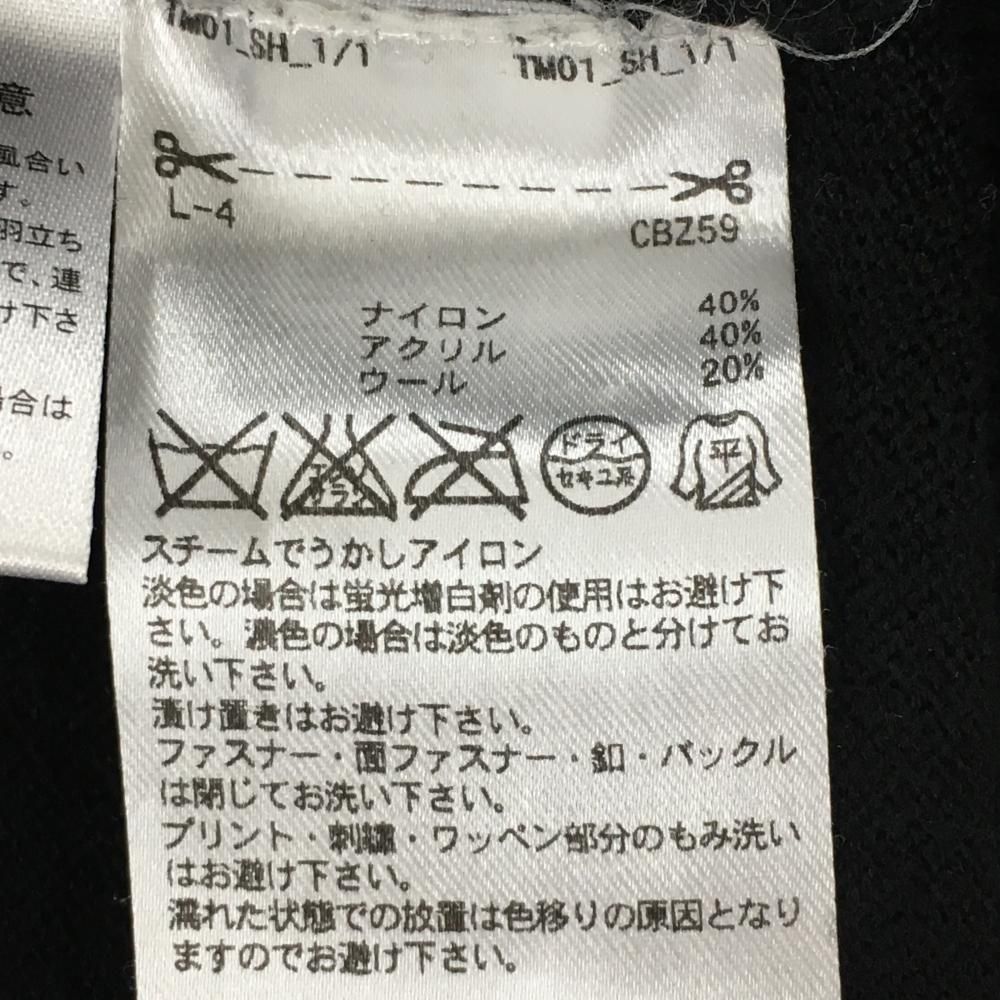 TM01_SH_1/1
TM01_SH_1/1
L-4
CBZ59
ナイロン 40%
アクリル 40%
ウール 20%
エンソ
サラシ
ドライ
セキユ系
平
スチームでうかしアイロン
淡色の場合は蛍光増白剤の使用はお避け下
さい。濃色の場合は淡色のものと分けてお
洗い下さい。
漬け置きはお避け下さい。
ファスナー・面ファスナー・釦・バックル
は閉じてお洗い下さい。
プリント・刺繍・ワッペン部分のもみ洗い
はお避け下さい。
濡れた状態での放置は色移りの原因となり
ますのでお避け下さい。
意
風合い
す。
羽立ち
で、連
け下さ
場合は
。